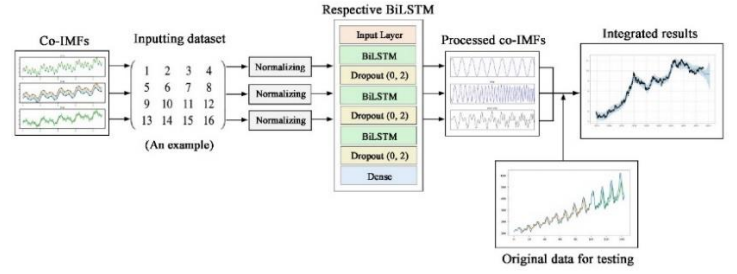 Respective BiLSTM
Co-IMFs
Inputting dataset
Processed co-IMFs
Integrated results
1 2 3 4
5 6 7 8
9 10 11 12
13 14 15 16
(An example)
Normalizing
Normalizing
Normalizing
Input Layer
BiLSTM
Dropout (0, 2)
BiLSTM
Dropout (0, 2)
BiLSTM
Dropout (0, 2)
Dense
Original data for testing